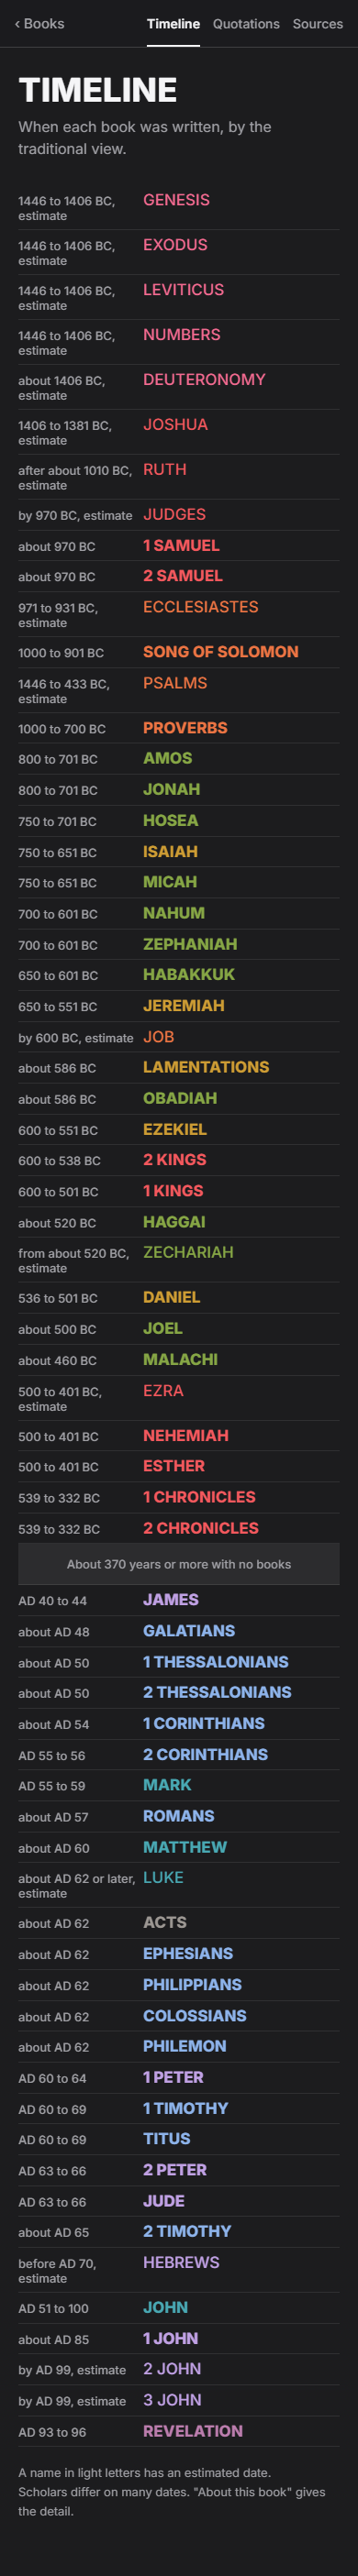 ‹ Books Timeline Quotations Sources
TIMELINE
When each book was written, by the
traditional view.
1446 to 1406 BC, GENESIS
estimate
1446 to 1406 BC, EXODUS
estimate
1446 to 1406 BC, LEVITICUS
estimate
1446 to 1406 BC, NUMBERS
estimate
about 1406 BC, DEUTERONOMY
estimate
1406 to 1381 BC, JOSHUA
estimate
after about 1010 BC, RUTH
estimate
by 970 BC, estimate JUDGES
about 970 BC 1 SAMUEL
about 970 BC 2 SAMUEL
971 to 931 BC, ECCLESIASTES
estimate
1000 to 901 BC SONG OF SOLOMON
1446 to 433 BC, PSALMS
estimate
1000 to 700 BC PROVERBS
800 to 701 BC AMOS
800 to 701 BC JONAH
750 to 701 BC HOSEA
750 to 651 BC ISAIAH
750 to 651 BC MICAH
700 to 601 BC NAHUM
700 to 601 BC ZEPHANIAH
650 to 601 BC HABAKKUK
650 to 551 BC JEREMIAH
by 600 BC, estimate JOB
about 586 BC LAMENTATIONS
about 586 BC OBADIAH
600 to 551 BC EZEKIEL
600 to 538 BC 2 KINGS
600 to 501 BC 1 KINGS
about 520 BC HAGGAI
from about 520 BC, ZECHARIAH
estimate
536 to 501 BC DANIEL
about 500 BC JOEL
about 460 BC MALACHI
500 to 401 BC, EZRA
estimate
500 to 401 BC NEHEMIAH
500 to 401 BC ESTHER
539 to 332 BC 1 CHRONICLES
539 to 332 BC 2 CHRONICLES
About 370 years or more with no books
AD 40 to 44 JAMES
about AD 48 GALATIANS
about AD 50 1 THESSALONIANS
about AD 50 2 THESSALONIANS
about AD 54 1 CORINTHIANS
AD 55 to 56 2 CORINTHIANS
AD 55 to 59 MARK
about AD 57 ROMANS
about AD 60 MATTHEW
about AD 62 or later, LUKE
estimate
about AD 62 ACTS
about AD 62 EPHESIANS
about AD 62 PHILIPPIANS
about AD 62 COLOSSIANS
about AD 62 PHILEMON
AD 60 to 64 1 PETER
AD 60 to 69 1 TIMOTHY
AD 60 to 69 TITUS
AD 63 to 66 2 PETER
AD 63 to 66 JUDE
about AD 65 2 TIMOTHY
before AD 70, HEBREWS
estimate
AD 51 to 100 JOHN
about AD 85 1 JOHN
by AD 99, estimate 2 JOHN
by AD 99, estimate 3 JOHN
AD 93 to 96 REVELATION
A name in light letters has an estimated date.
Scholars differ on many dates. "About this book" gives
the detail.